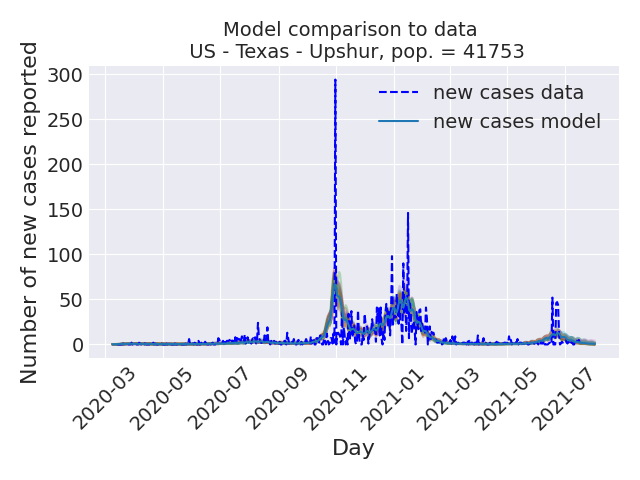 Model comparison to data
US - Texas - Upshur, pop. = 41753
Number of new cases reported
300
250
200
150
100
50
0
new cases data
new cases model
2020-03
2020-05
2020-07
2020-09
2020-11
2021-01
2021-03
2021-05
2021-07
Day